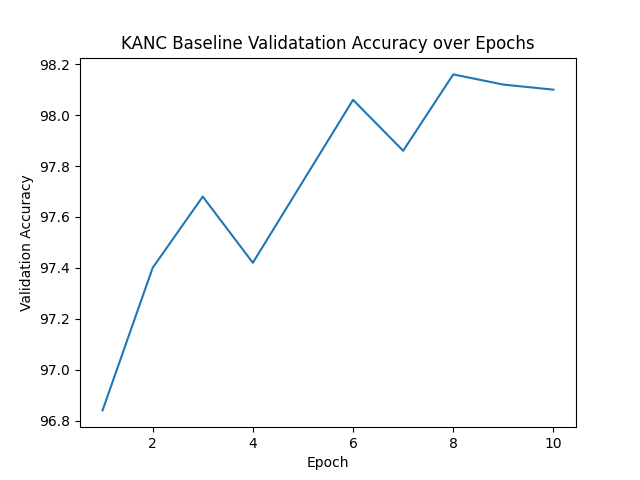 KANC Baseline Validatation Accuracy over Epochs
98.2
98.0
97.8
97.6
97.4
97.2
97.0
96.8
Validation Accuracy
2 4 6 8 10
Epoch